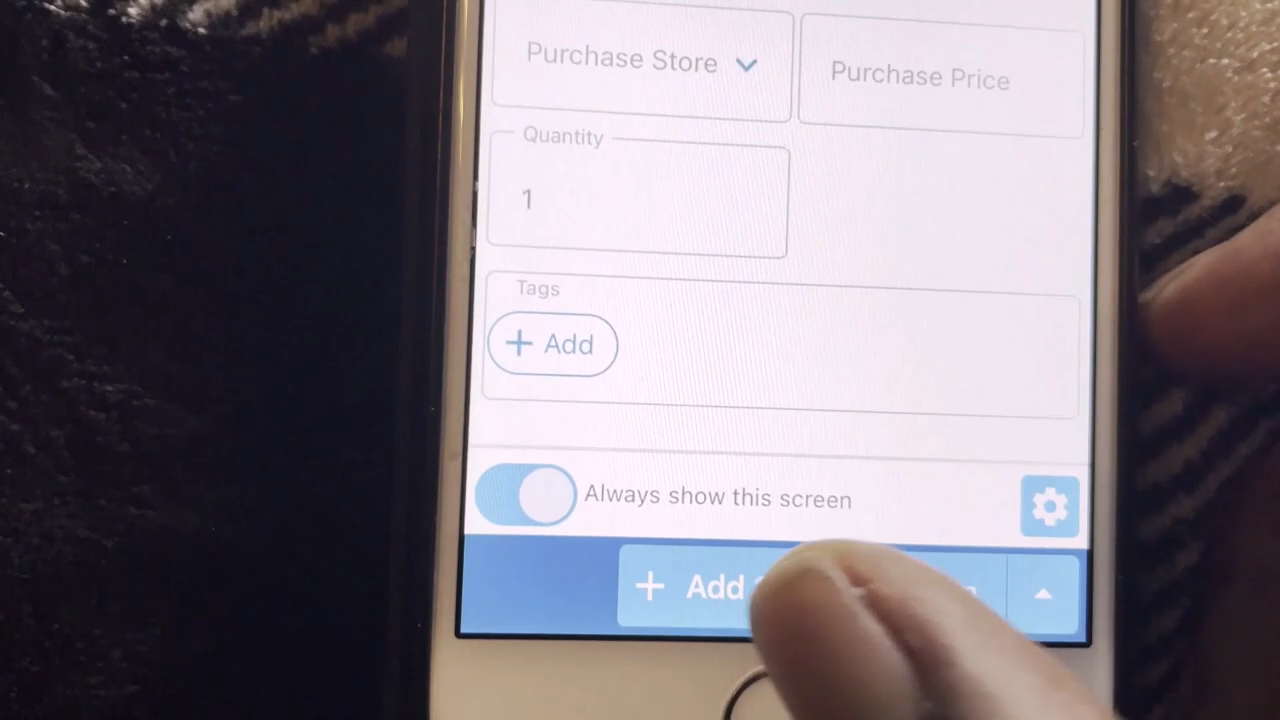 Purchase Store
Purchase Price
Quantity
1
Tags
+ Add
Always show this screen
+ Add